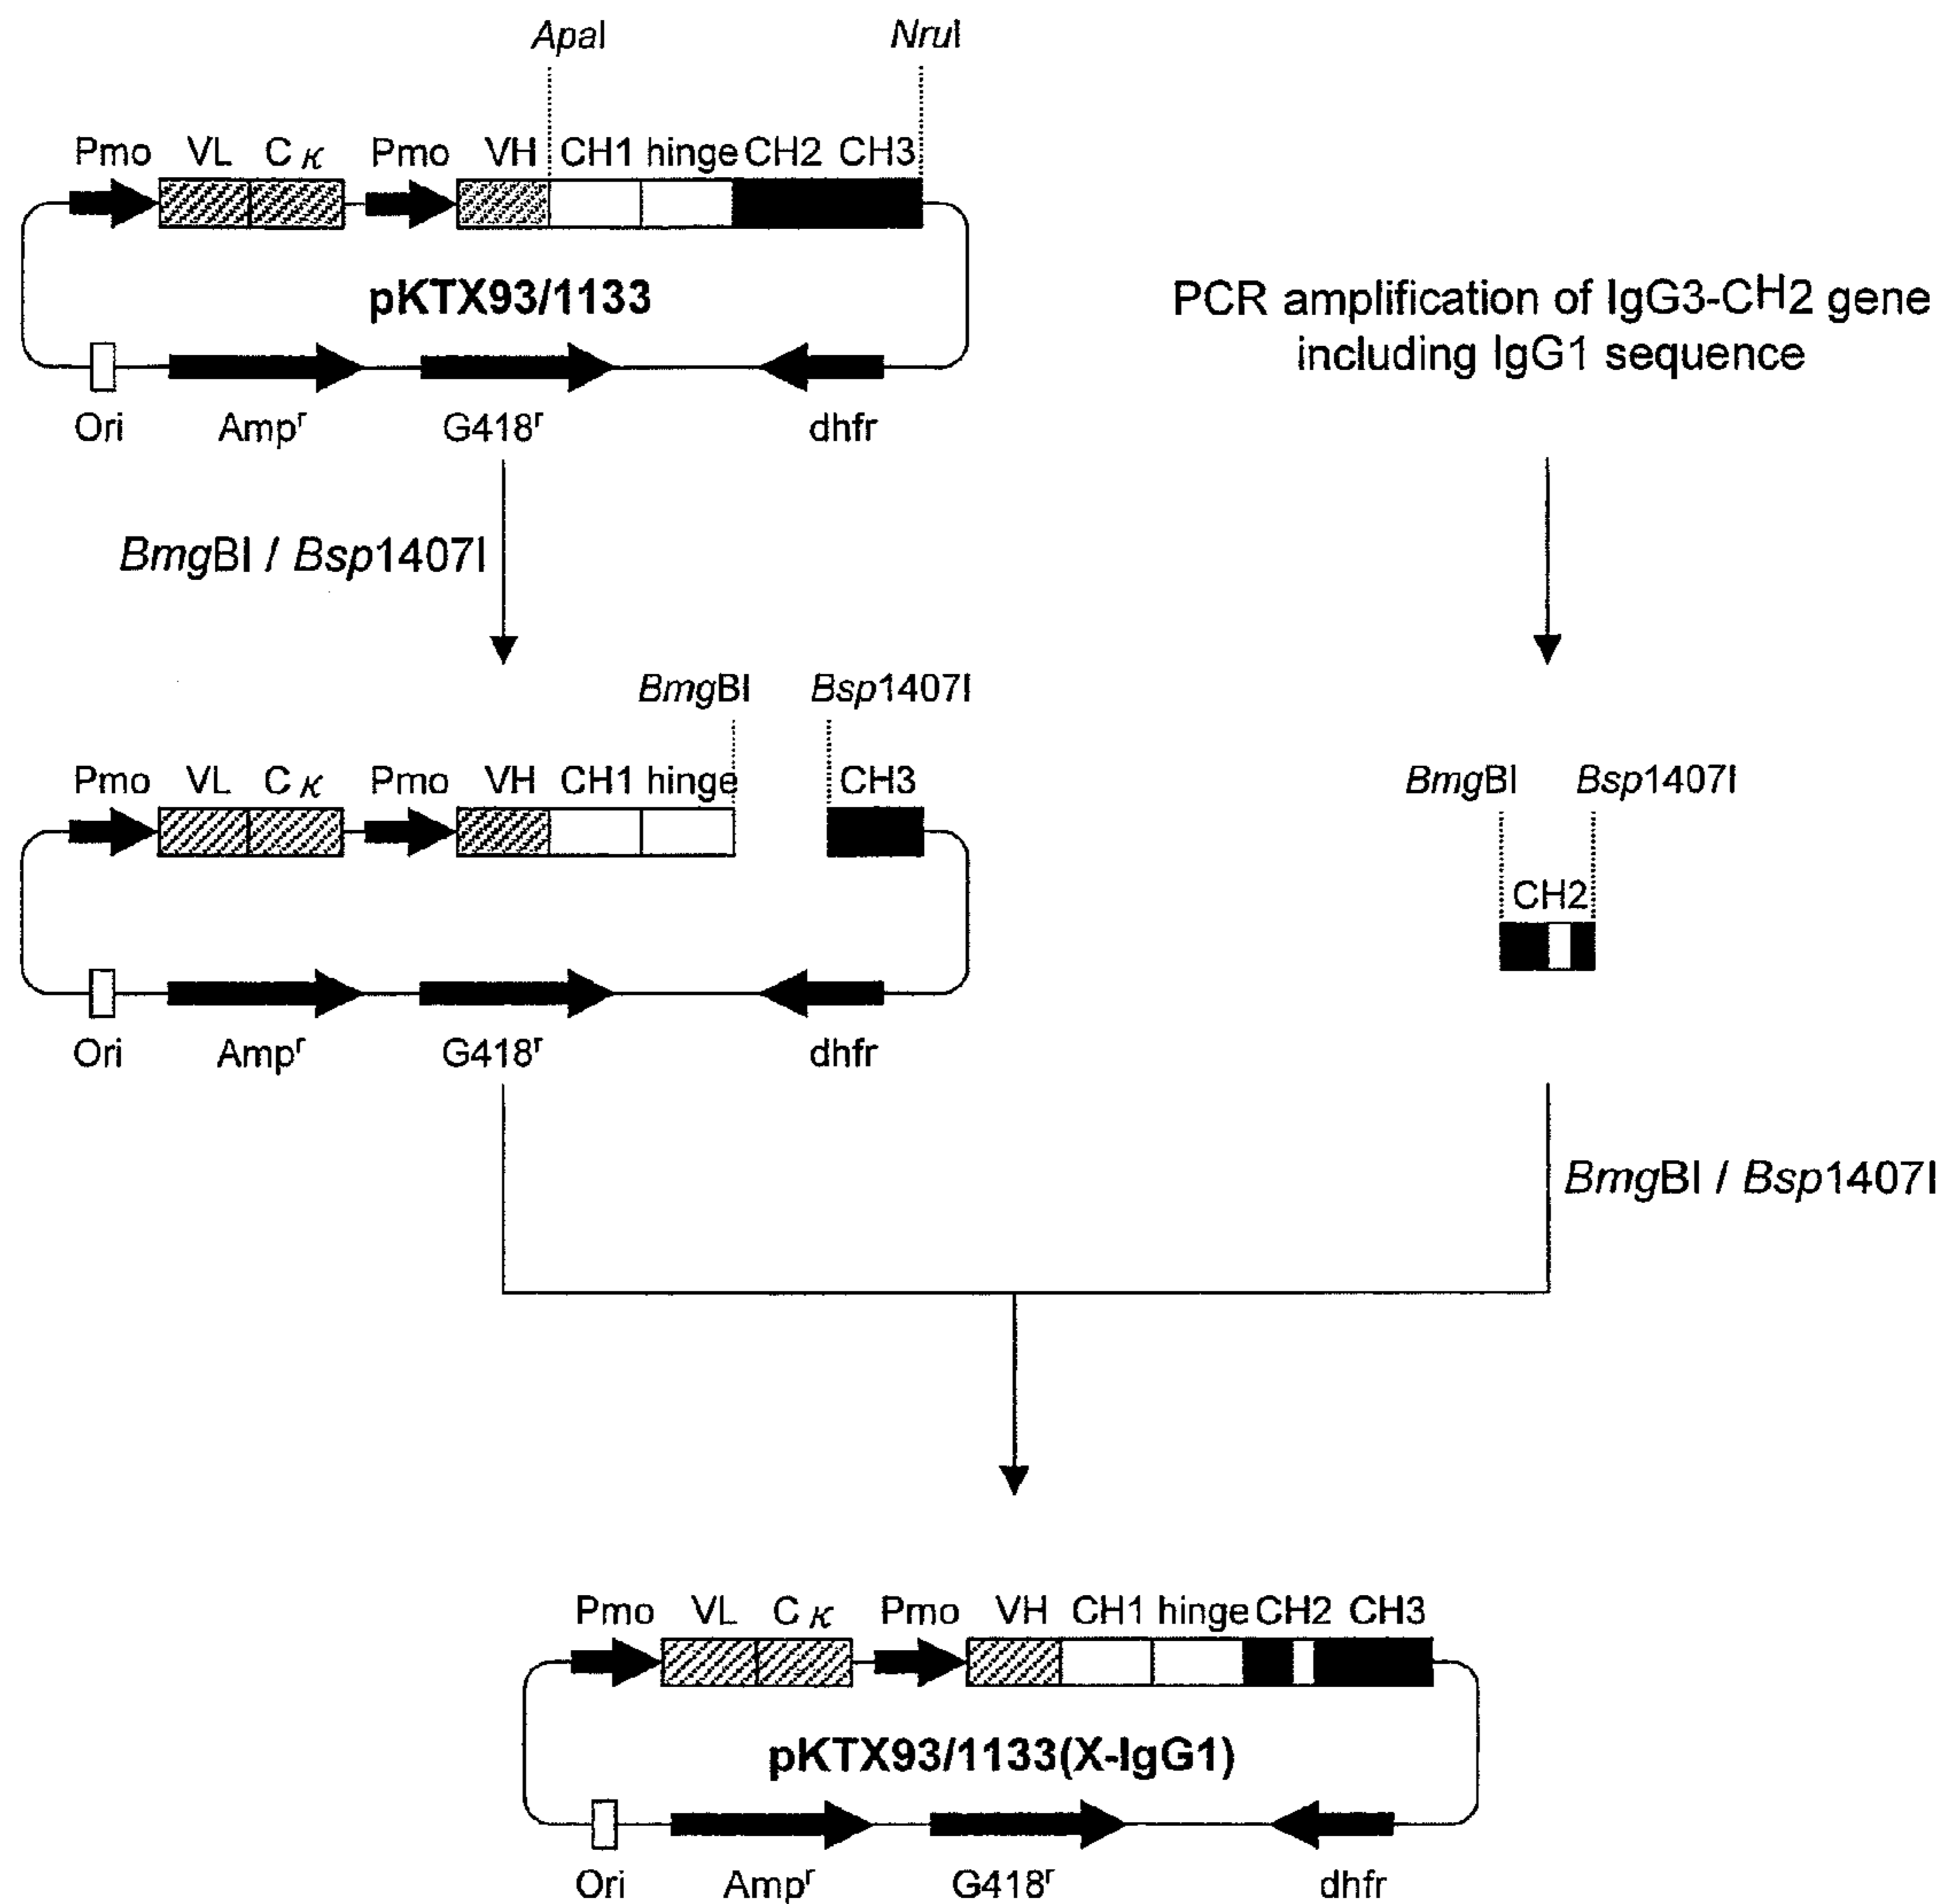 ApaI NruI
Pmo VL Cκ Pmo VH CH1 hinge CH2 CH3
pKTX93/1133
PCR amplification of IgG3-CH2 gene
including IgG1 sequence
Ori Ampʳ G418ʳ dhfr
BmgBI / Bsp1407I
BmgBI Bsp1407I
Pmo VL Cκ Pmo VH CH1 hinge CH3
BmgBI Bsp1407I
CH2
Ori Ampʳ G418ʳ dhfr
BmgBI / Bsp1407I
Pmo VL Cκ Pmo VH CH1 hinge CH2 CH3
pKTX93/1133(X-IgG1)
Ori Ampʳ G418ʳ dhfr